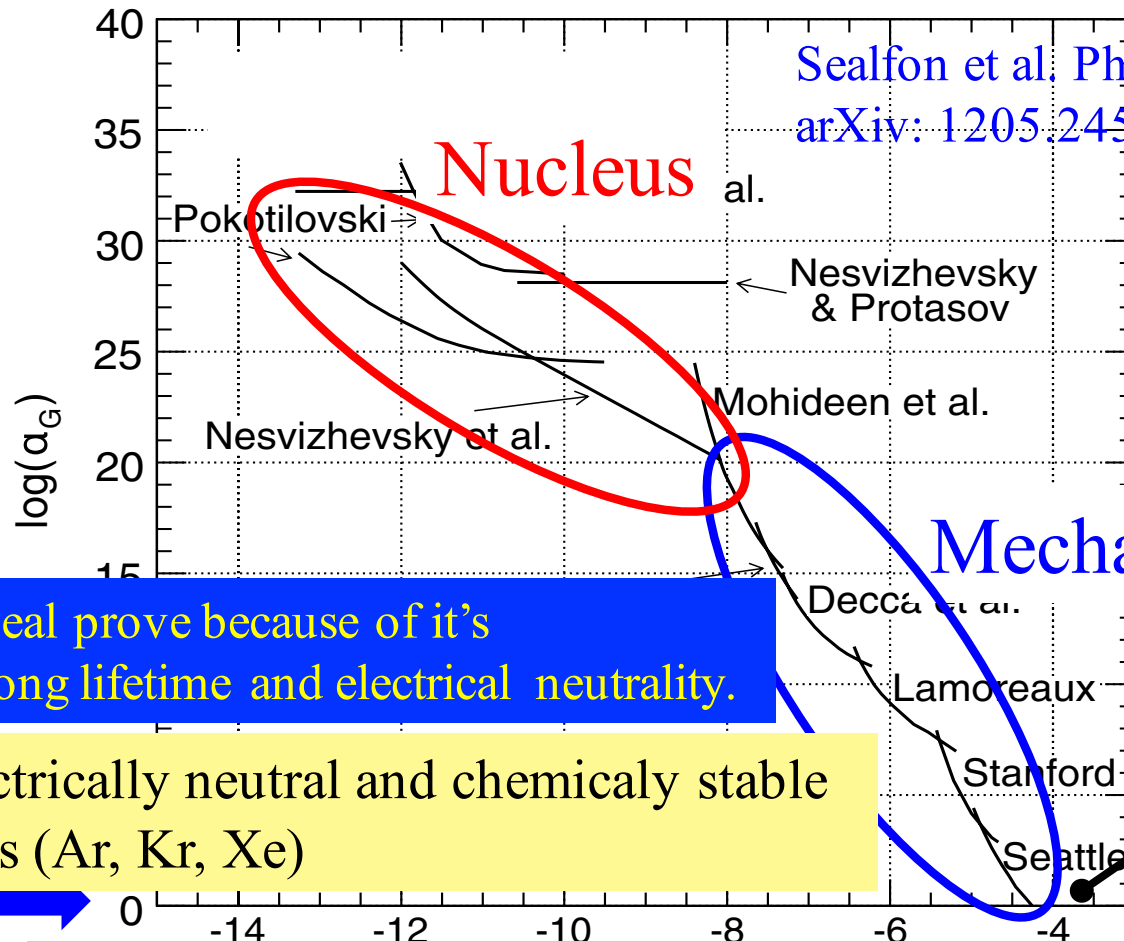 40
Sealfon et al. Ph
arXiv: 1205.245
35
Nucleus
al.
Pokotilovski
30
Nesvizhevsky
& Protasov
25
Mohideen et al.
Nesvizhevsky et al.
log(α_G)
20
Mecha
15
eal prove because of it's
Decca et al.
ong lifetime and electrical neutrality.
Lamoreaux
ctrically neutral and chemicaly stable
Stanford
s (Ar, Kr, Xe)
Seattle
0
-14 -12 -10 -8 -6 -4